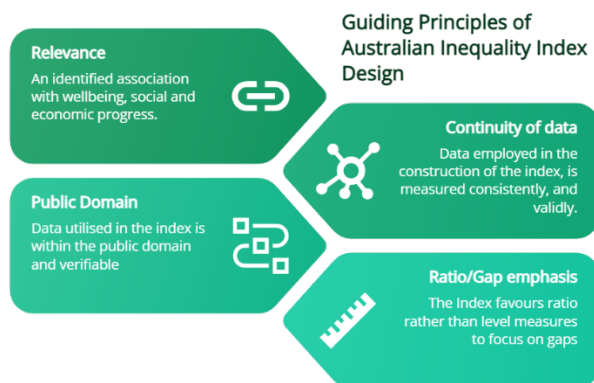 Guiding Principles of
Australian Inequality Index
Design
Relevance
An identified association
with wellbeing, social and
economic progress.
Continuity of data
Data employed in the
construction of the index, is
measured consistently, and
validly.
Public Domain
Data utilised in the index is
within the public domain
and verifiable
Ratio/Gap emphasis
The Index favours ratio
rather than level measures
to focus on gaps